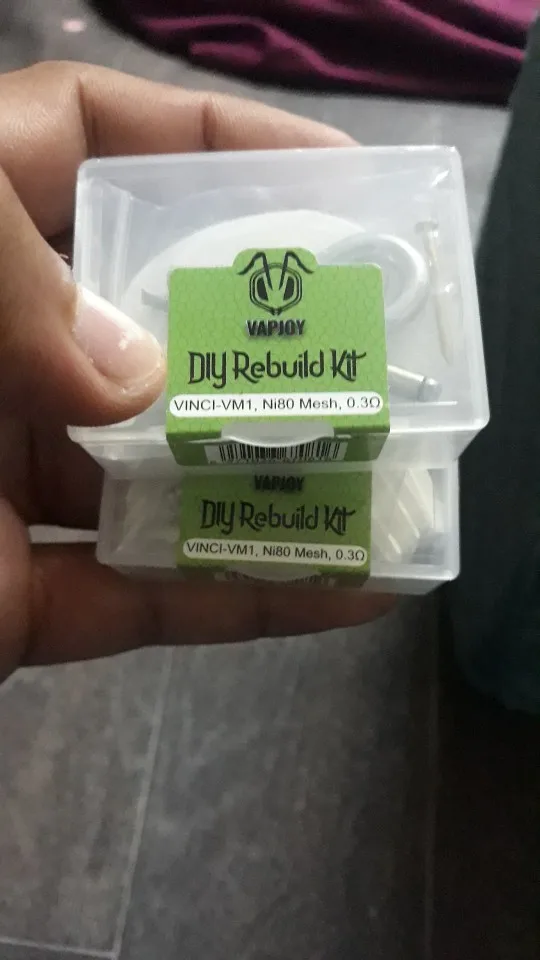 VAPJOY
DIY Rebuild Kit
VINCI-VM1, Ni80 Mesh, 0.3Ω
VAPJOY
DIY Rebuild Kit
VINCI-VM1, Ni80 Mesh, 0.3Ω